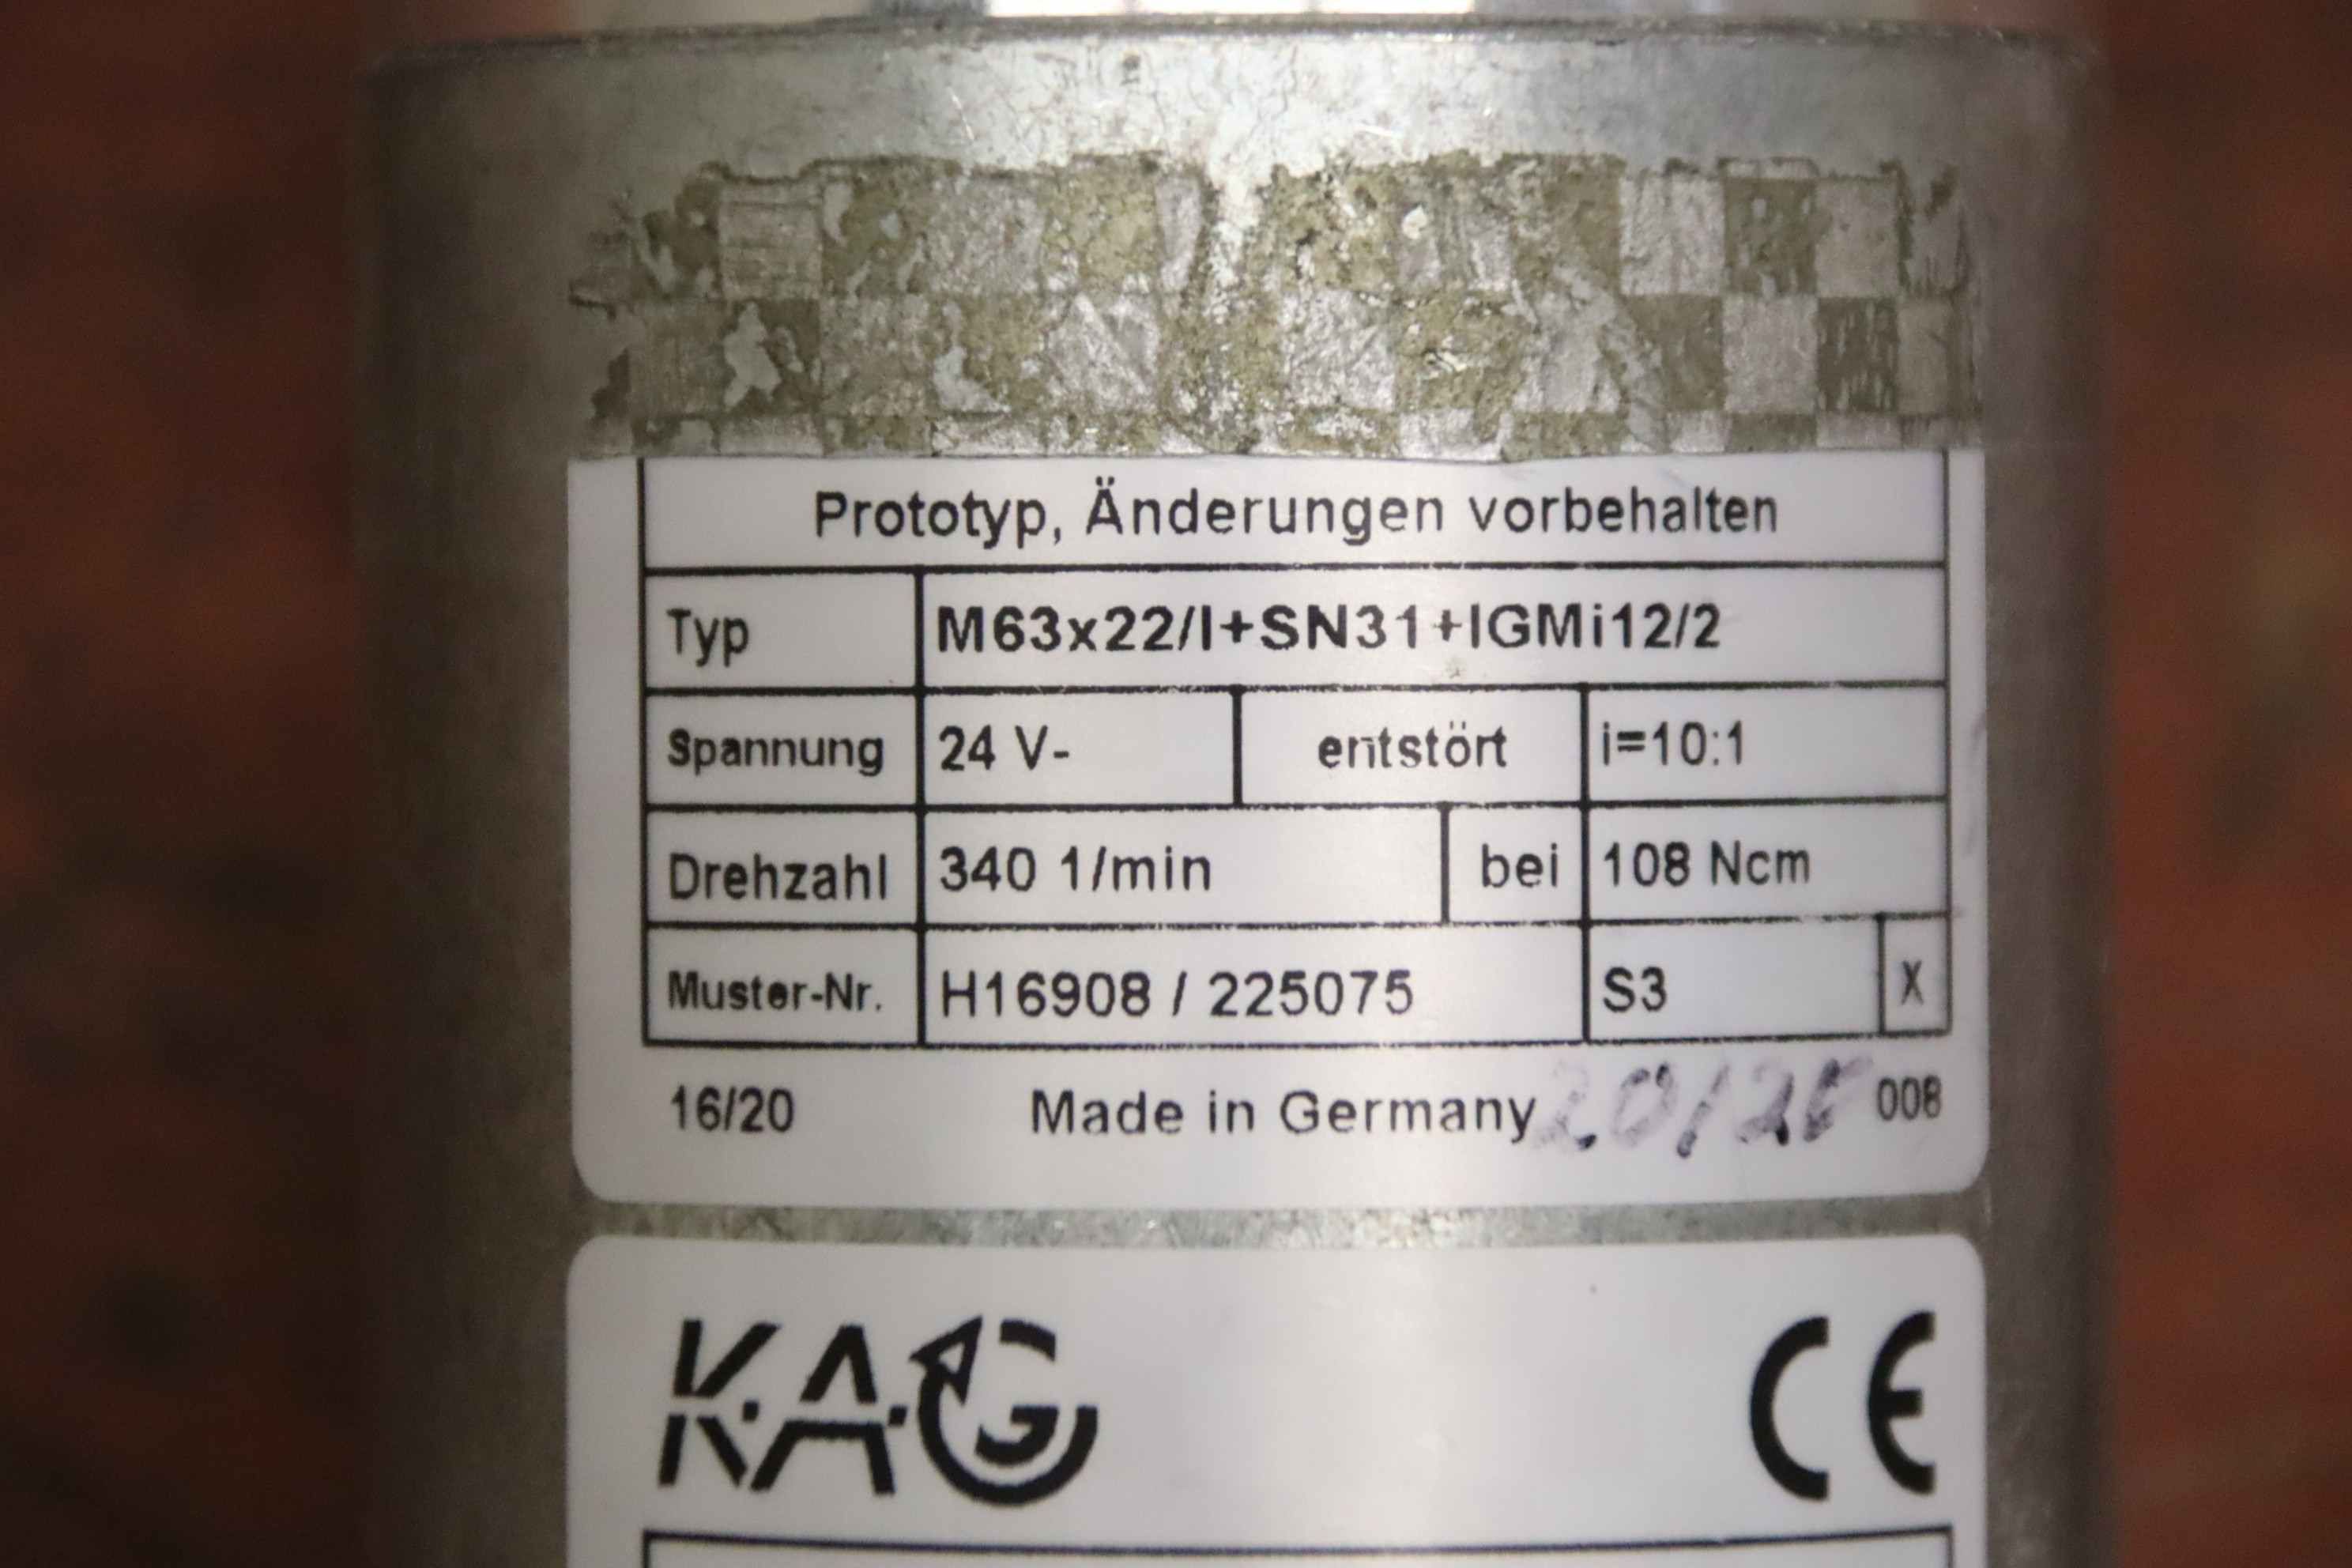 Prototyp, Änderungen vorbehalten
Typ M63x22/I+SN31+IGMi12/2
Spannung 24 V- entstört i=10:1
Drehzahl 340 1/min bei 108 Ncm
Muster-Nr. H16908 / 225075 S3 X
16/20 Made in Germany 008
K.A.G CE